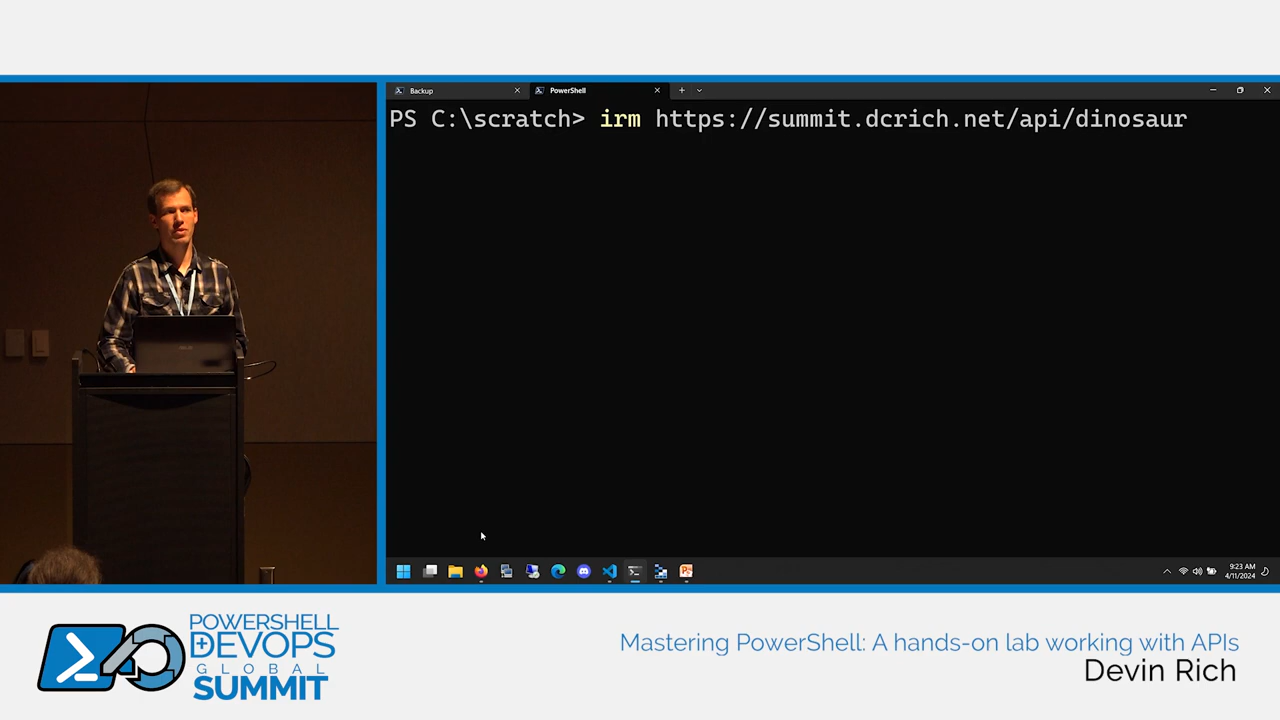 Backup
PowerShell
PS C:\scratch> irm https://summit.dcrich.net/api/dinosaur
9:23 AM
4/11/2024
POWERSHELL
+DEVOPS
GLOBAL
SUMMIT
Mastering PowerShell: A hands-on lab working with APIs
Devin Rich